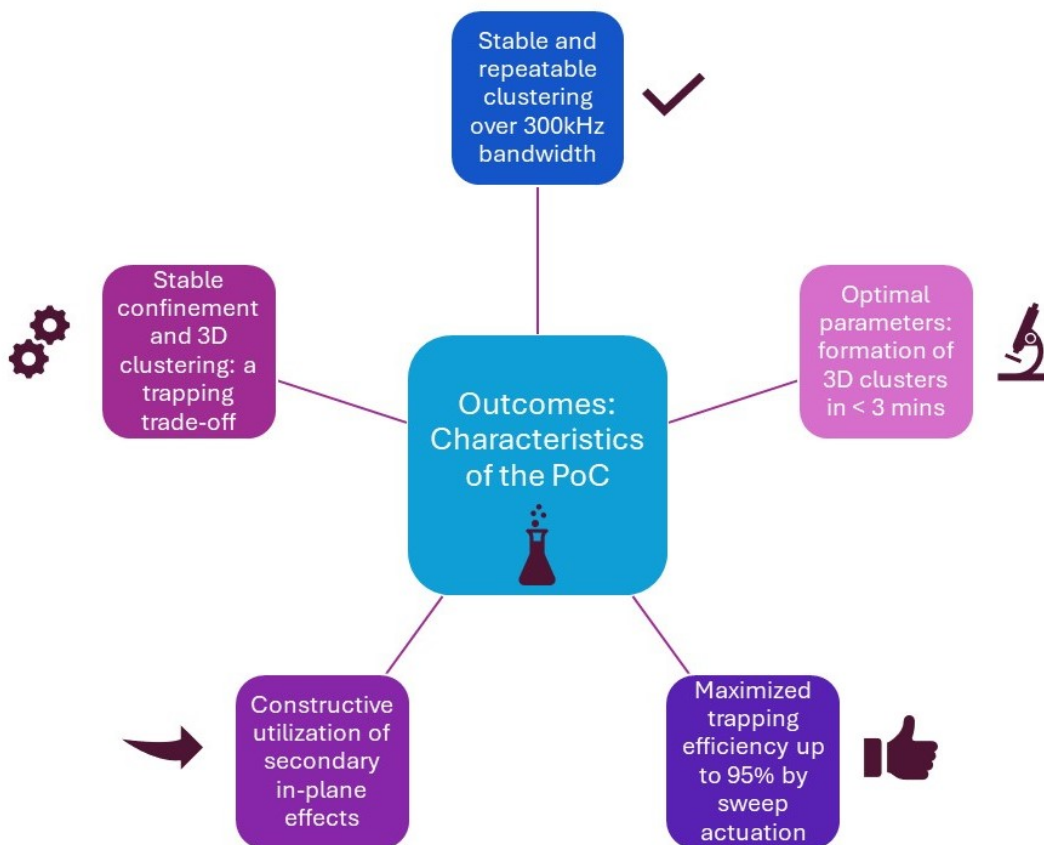 Stable and
repeatable
clustering
over 300kHz
bandwidth
Stable
confinement
and 3D
clustering: a
trapping
trade-off
Optimal
parameters:
formation of
3D clusters
in < 3 mins
Outcomes:
Characteristics
of the PoC
Constructive
utilization of
secondary
in-plane
effects
Maximized
trapping
efficiency up
to 95% by
sweep
actuation